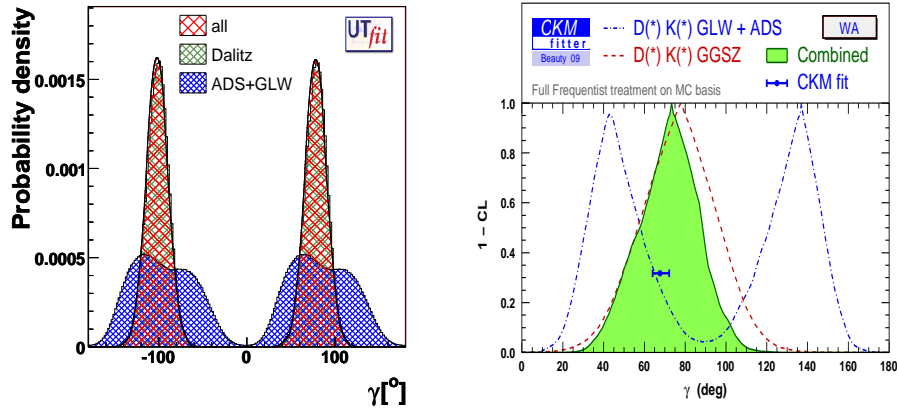 Probability density
0.0015
0.001
0.0005
0
all
Dalitz
ADS+GLW
UT
fit
-100
0
100
γ[°]
CKM
fitter
Beauty 09
D(*) K(*) GLW + ADS
D(*) K(*) GGSZ
WA
Combined
CKM fit
Full Frequentist treatment on MC basis
1 − CL
1.0
0.8
0.6
0.4
0.2
0.0
0 20 40 60 80 100 120 140 160 180
γ (deg)